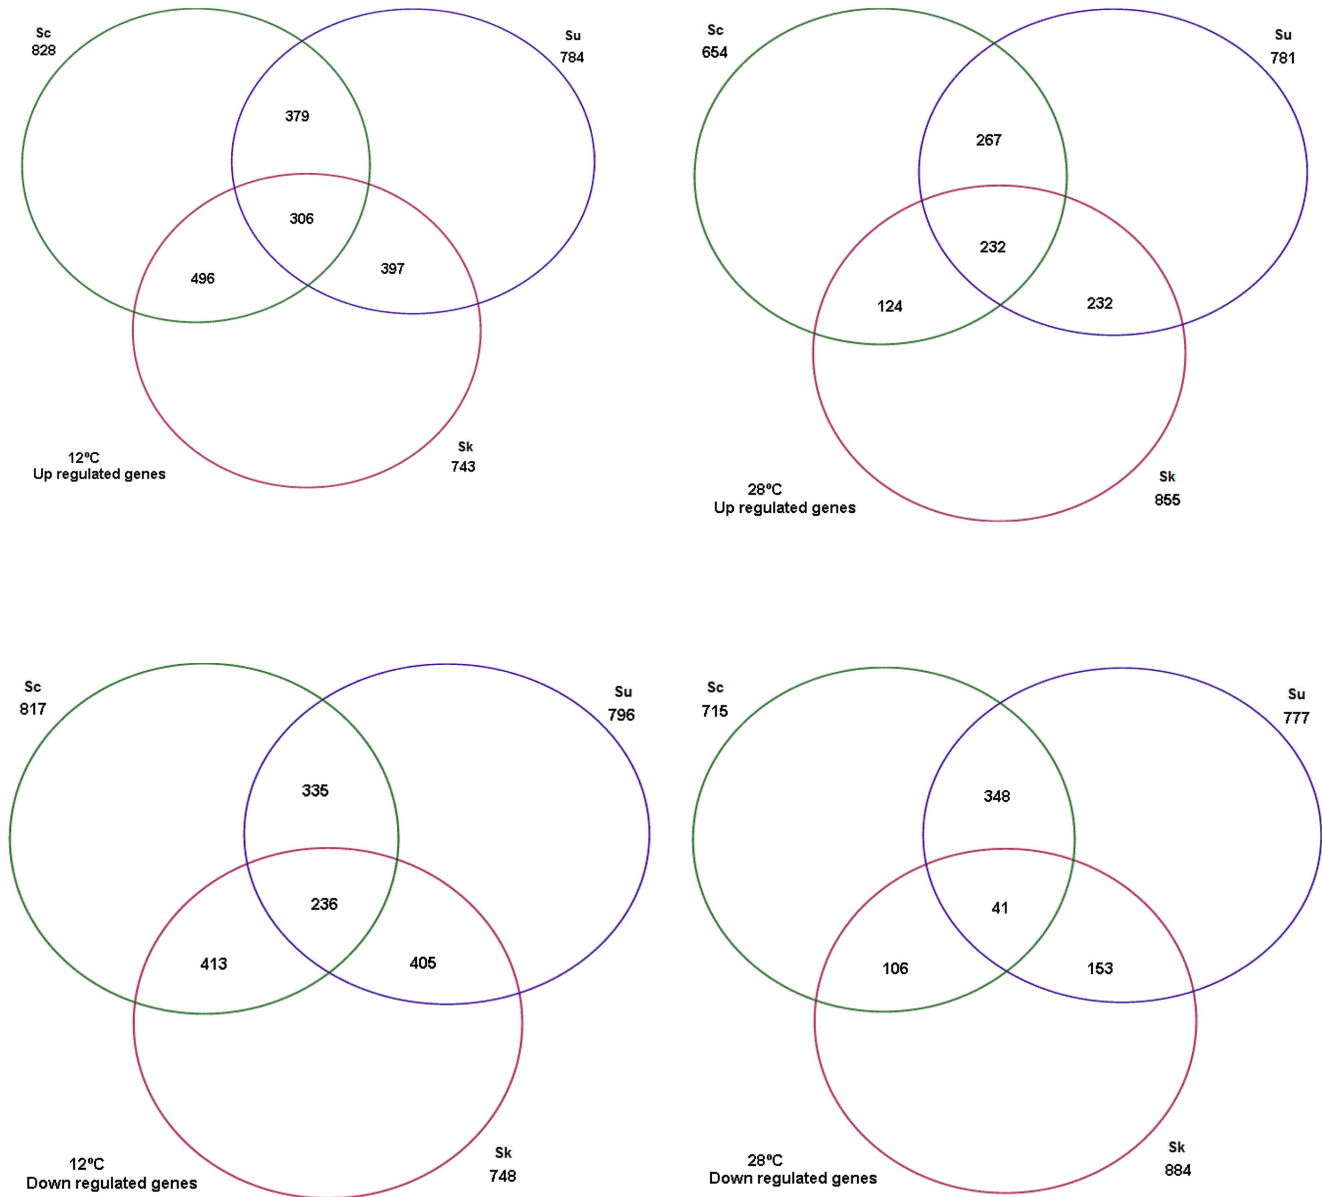 Sc
828
Su
784
379
306
496
397
Sk
743
12ºC
Up regulated genes
Sc
654
Su
781
267
232
124
232
Sk
855
28ºC
Up regulated genes
Sc
817
Su
796
335
236
413
405
Sk
748
12ºC
Down regulated genes
Sc
715
Su
777
348
41
106
153
Sk
884
28ºC
Down regulated genes